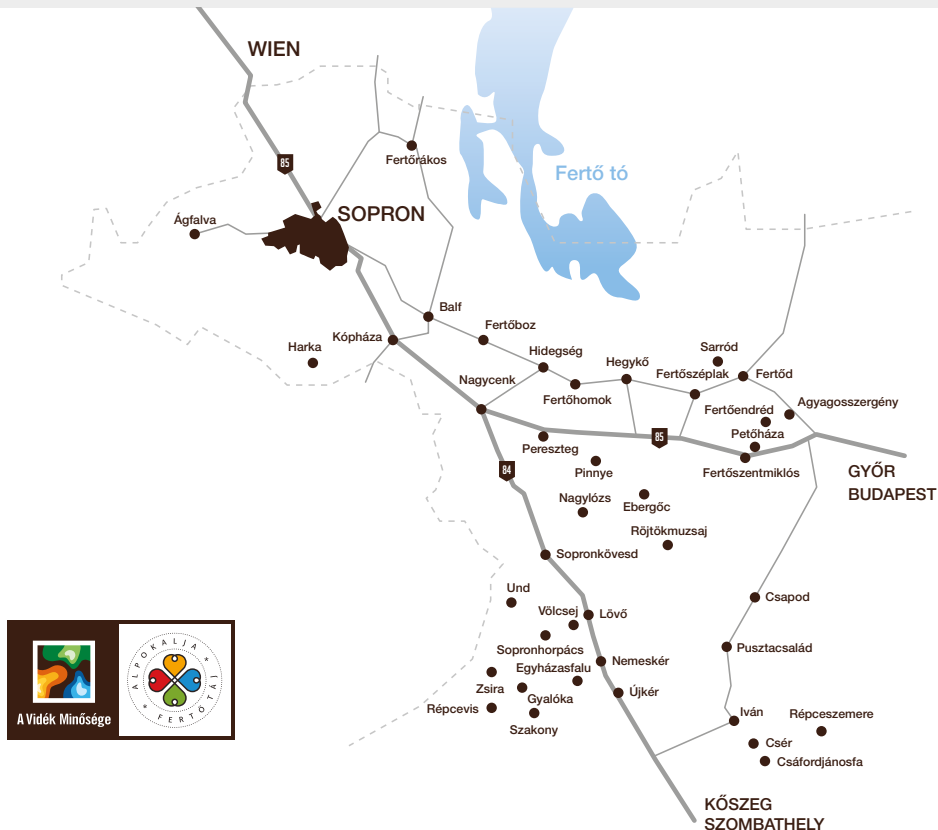 WIEN
85
Fertőrákos
Fertő tó
SOPRON
Ágfalva
Balf
Kópháza
Fertőboz
Harka
Hidegség
Sarród
Hegykő
Fertőszéplak
Fertőd
Nagycenk
Fertőhomok
Fertőendréd
Agyagosszergény
Petőháza
85
Pereszteg
Fertőszentmiklós
84
Pinnye
GYŐR
BUDAPEST
Nagylózs
Ebergőc
Röjtökmuzsaj
Sopronkövesd
Und
Csapod
Völcsej
Lövő
Sopronhorpács
Pusztacsalád
Egyházasfalu
Nemeskér
Zsira
Gyalóka
Újkér
Répcevis
Szakony
Iván
Répceszemere
Csér
Csáfordjánosfa
KŐSZEG
SZOMBATHELY
A Vidék Minősége
ALPOKALJA * FERTŐTÁJ *